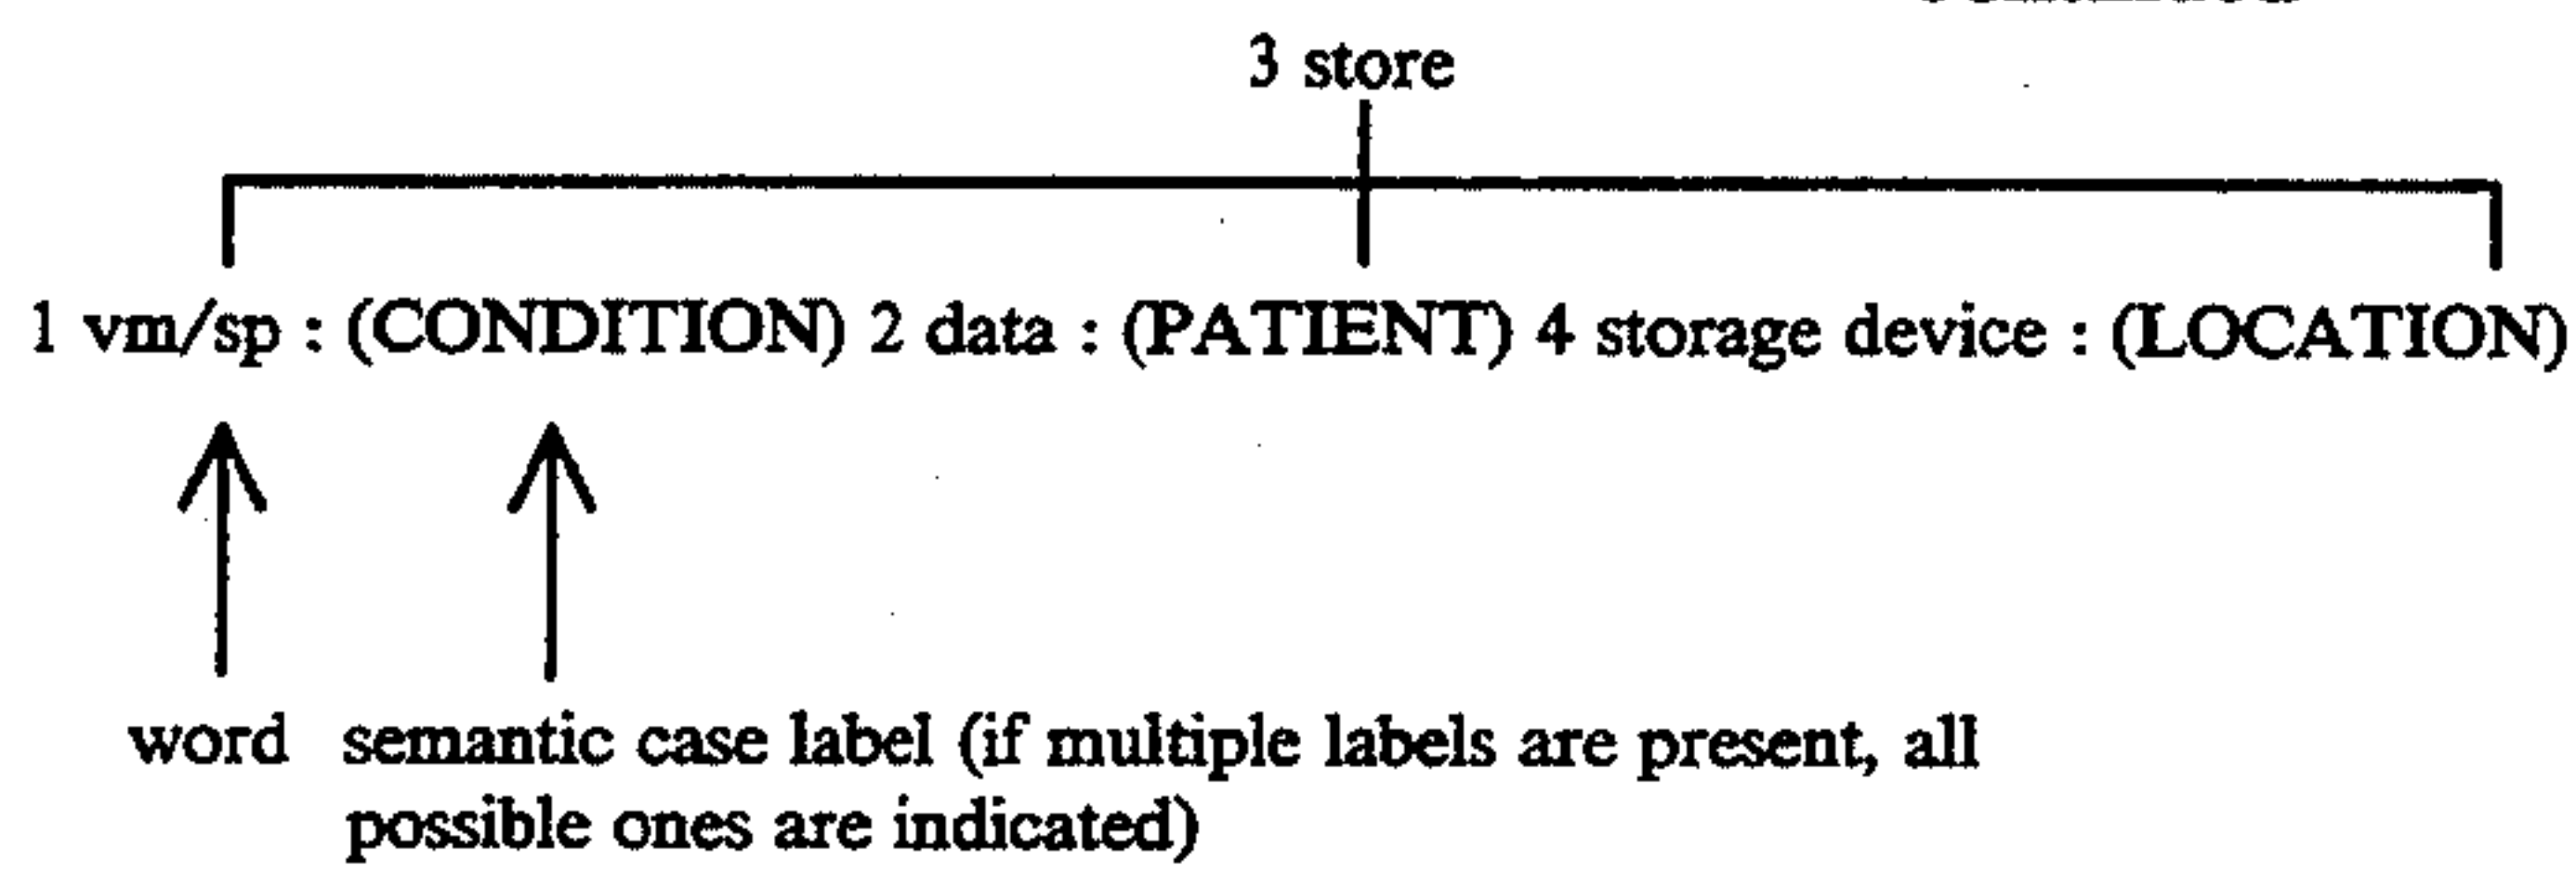 3 store
1 vm/sp : (CONDITION) 2 data : (PATIENT) 4 storage device : (LOCATION)
word semantic case label (if multiple labels are present, all
possible ones are indicated)